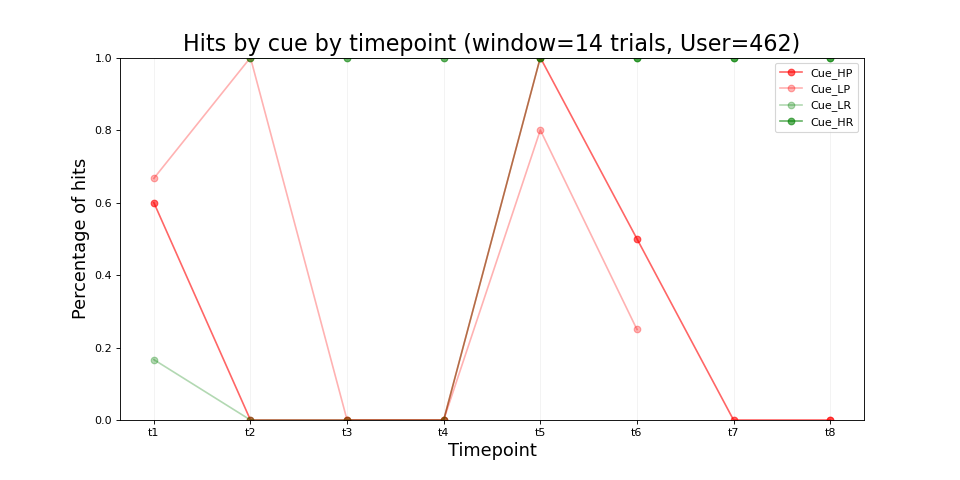 Hits by cue by timepoint (window=14 trials, User=462)
Percentage of hits
1.0
0.8
0.6
0.4
0.2
0.0
Cue_HP
Cue_LP
Cue_LR
Cue_HR
t1 t2 t3 t4 t5 t6 t7 t8
Timepoint